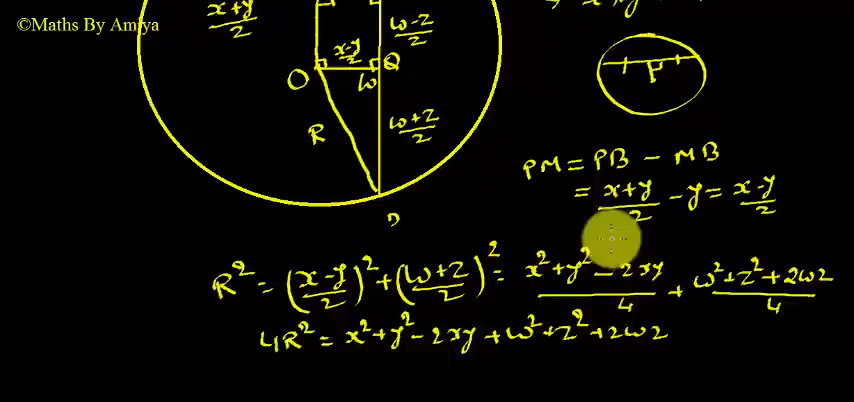 ©Maths By Amiya
x+y/2
w-z/2
x-y/2
O
Q
w
R
w+z/2
PM = PB - MB
= x+y/2 - y = x-y/2
R² = (x-y/2)² + (w+z/2)² = x²+y²-2xy/4 + w²+z²+2wz/4
4R² = x²+y²-2xy+w²+z²+2wz